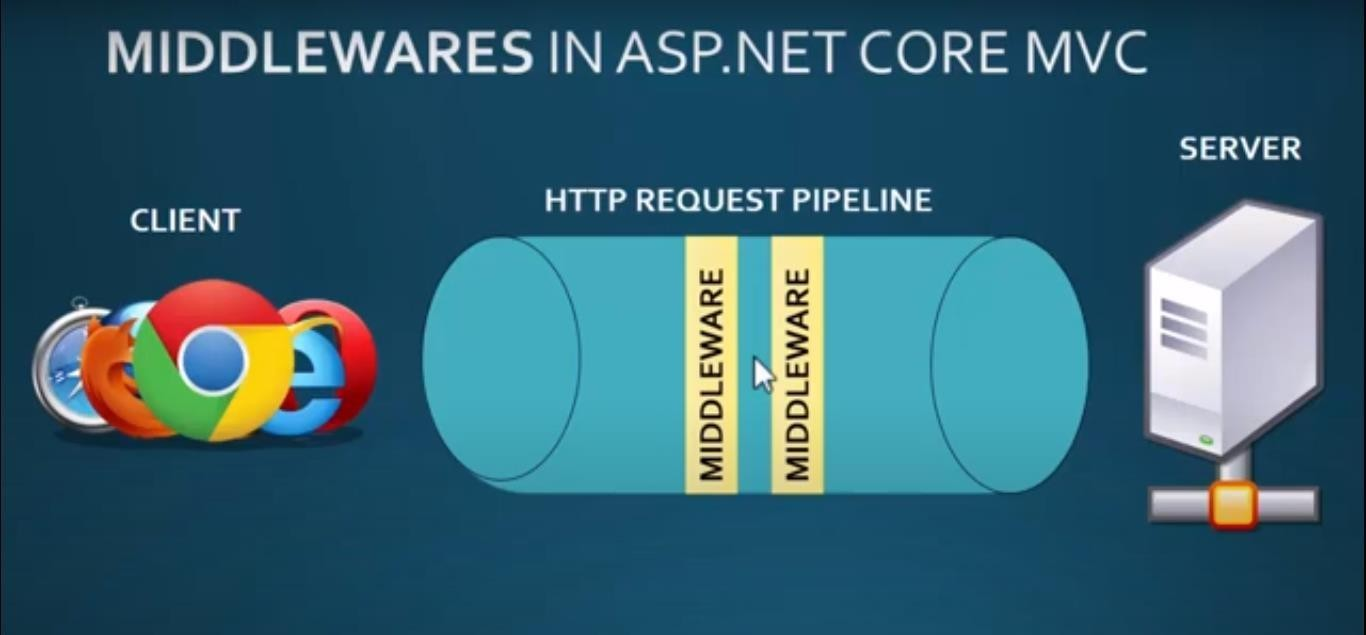 MIDDLEWARES IN ASP.NET CORE MVC
SERVER
HTTP REQUEST PIPELINE
CLIENT
MIDDLEWARE
MIDDLEWARE